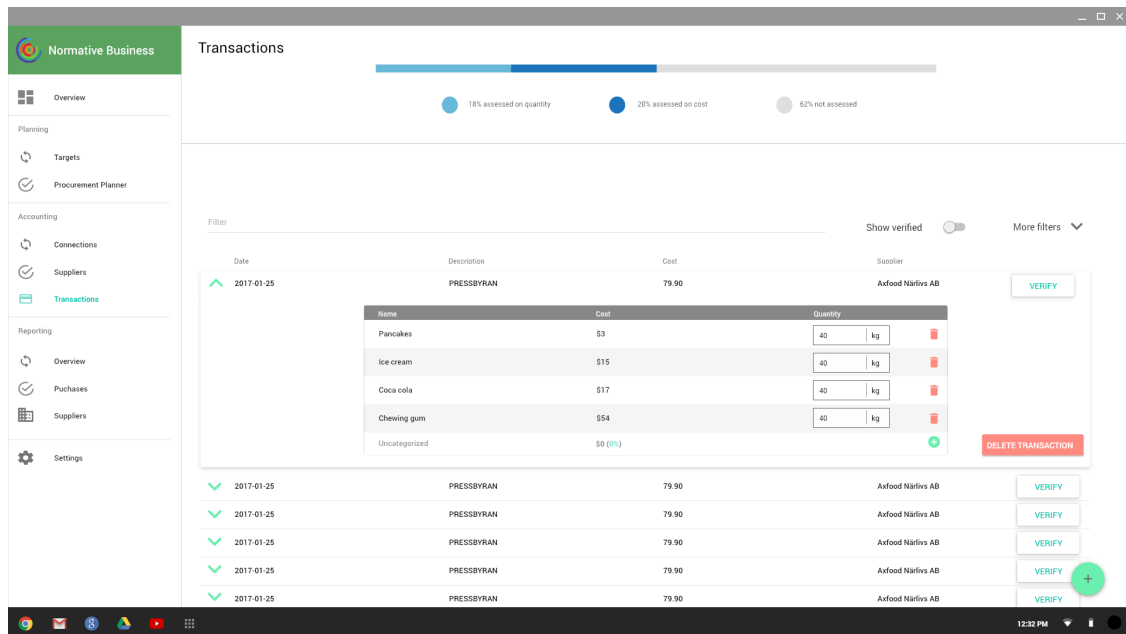 Normative Business
Transactions
18% assessed on quantity
20% assessed on cost
62% not assessed
Overview
Planning
Targets
Procurement Planner
Accounting
Connections
Suppliers
Transactions
Reporting
Overview
Puchases
Suppliers
Settings
Filter
Show verified
More filters
Date Description Cost Supplier
2017-01-25 PRESSBYRAN 79.90 Axfood Närlivs AB VERIFY
Name Cost Quantity
Pancakes $3 40 kg
Ice cream $15 40 kg
Coca cola $17 40 kg
Chewing gum $54 40 kg
Uncategorized $0 (0%)
DELETE TRANSACTION
2017-01-25 PRESSBYRAN 79.90 Axfood Närlivs AB VERIFY
2017-01-25 PRESSBYRAN 79.90 Axfood Närlivs AB VERIFY
2017-01-25 PRESSBYRAN 79.90 Axfood Närlivs AB VERIFY
2017-01-25 PRESSBYRAN 79.90 Axfood Närlivs AB VERIFY
2017-01-25 PRESSBYRAN 79.90 Axfood Närlivs AB VERIFY
12:32 PM